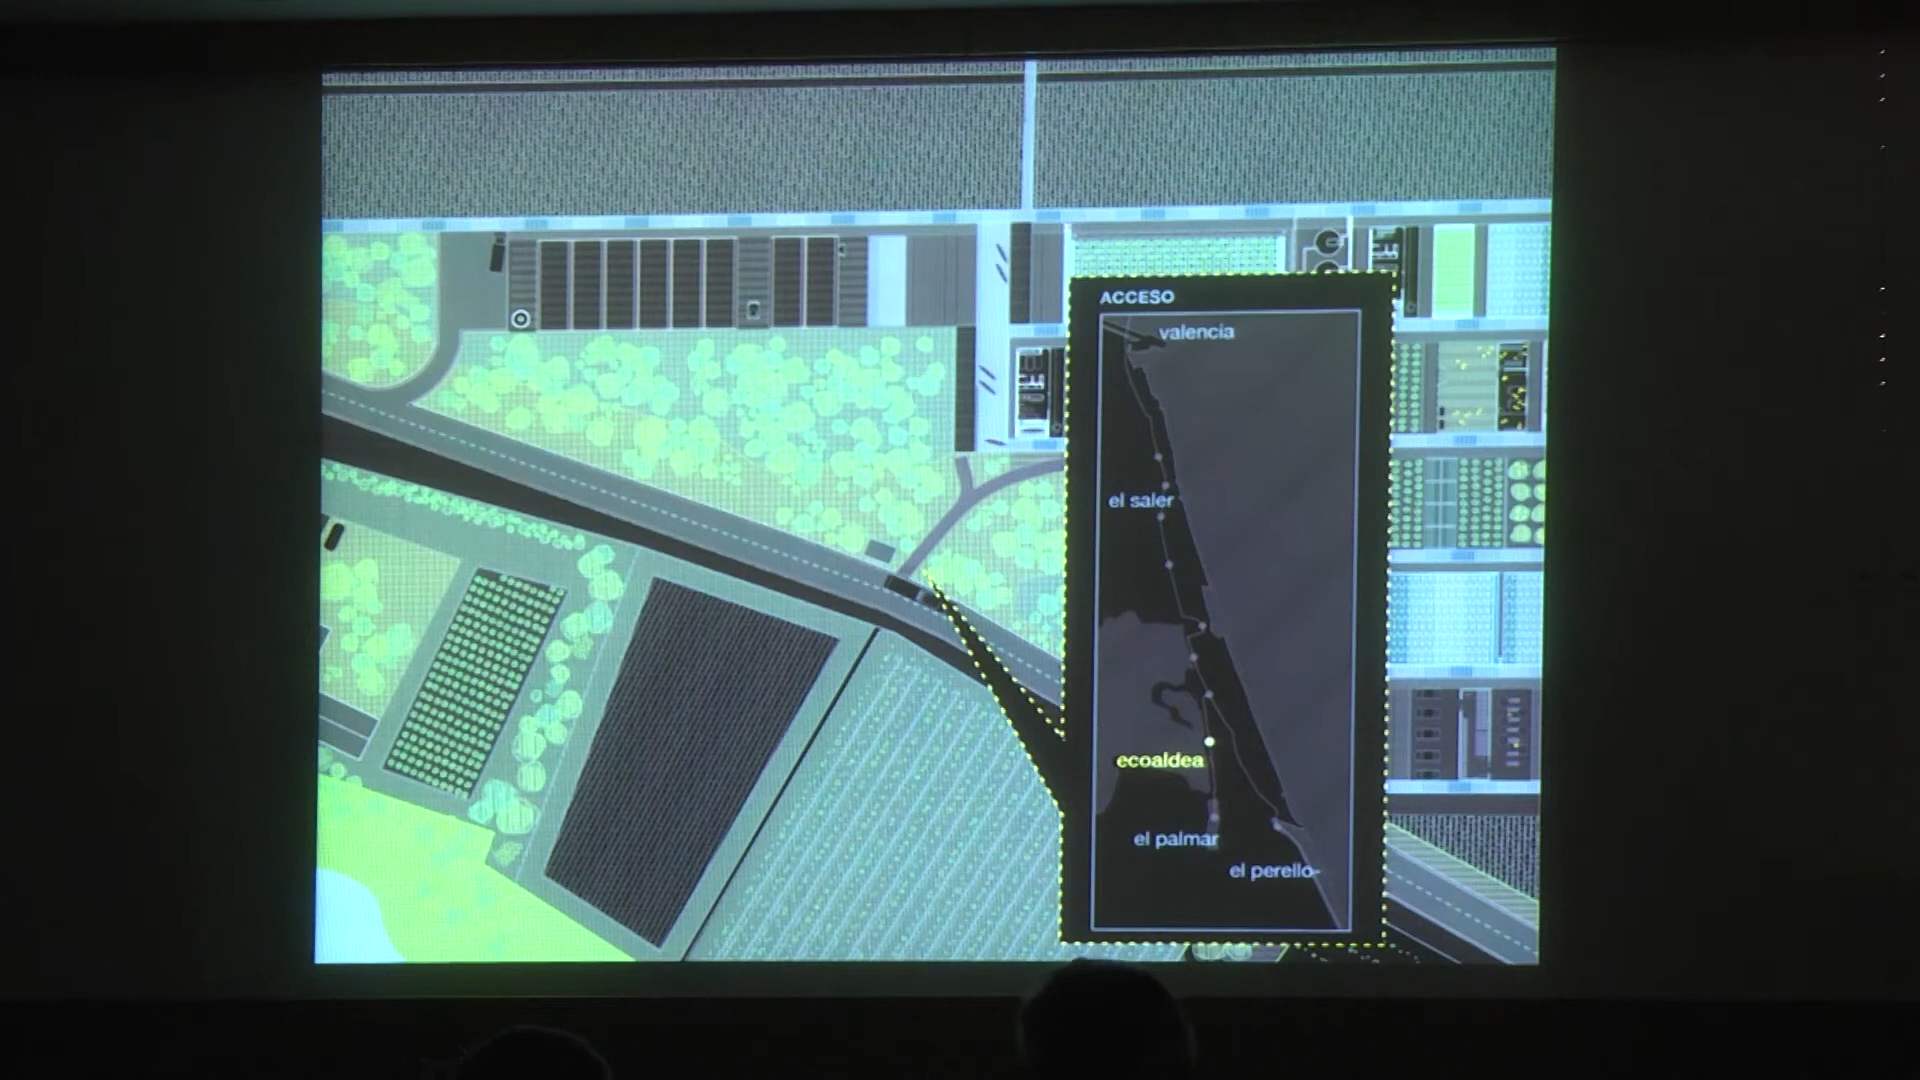 ACCESO
valencia
el saler
ecoaldea
el palmar
el perello